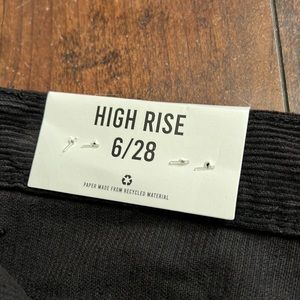 HIGH RISE
6/28
PAPER MADE FROM RECYCLED MATERIAL